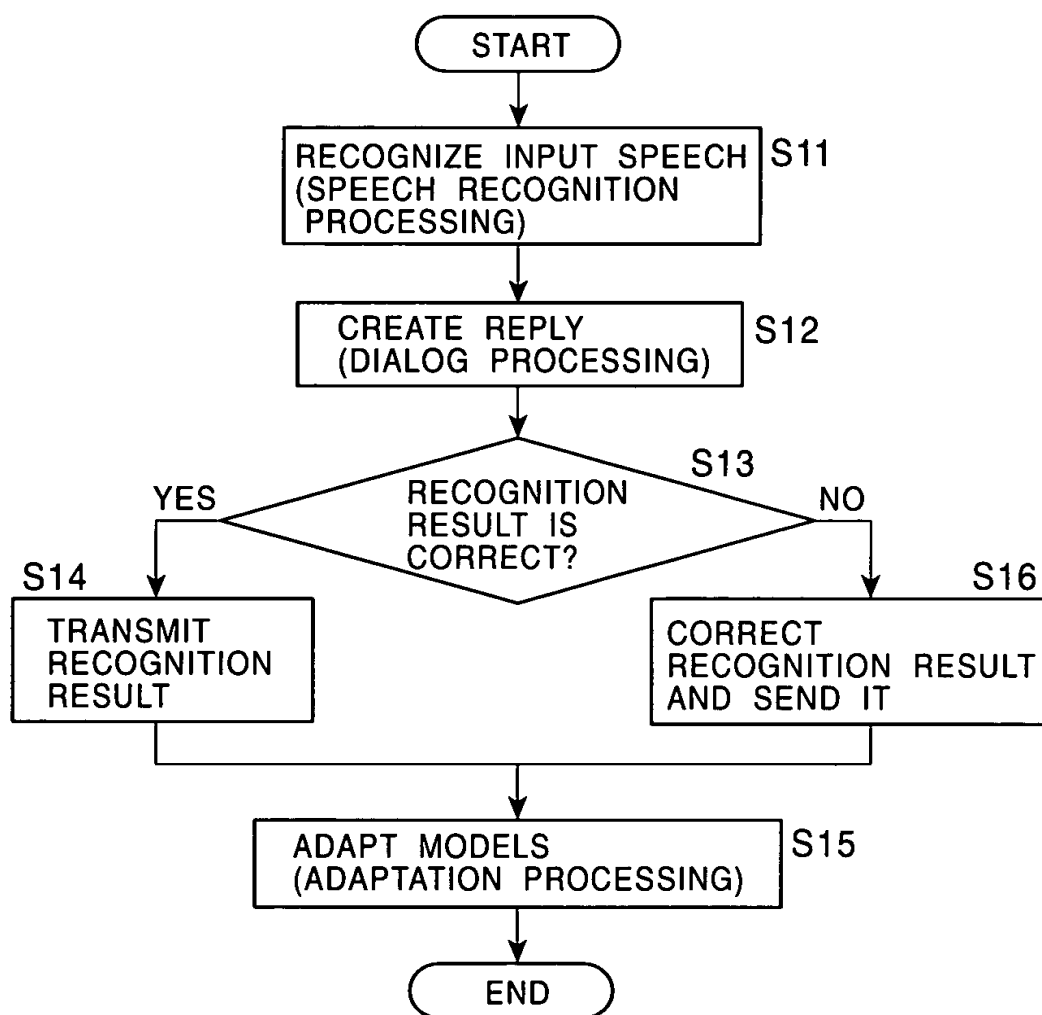 START
RECOGNIZE INPUT SPEECH
(SPEECH RECOGNITION
PROCESSING)
S11
CREATE REPLY
(DIALOG PROCESSING)
S12
S13
YES
RECOGNITION
RESULT IS
CORRECT?
NO
S14
TRANSMIT
RECOGNITION
RESULT
S16
CORRECT
RECOGNITION RESULT
AND SEND IT
ADAPT MODELS
(ADAPTATION PROCESSING)
S15
END